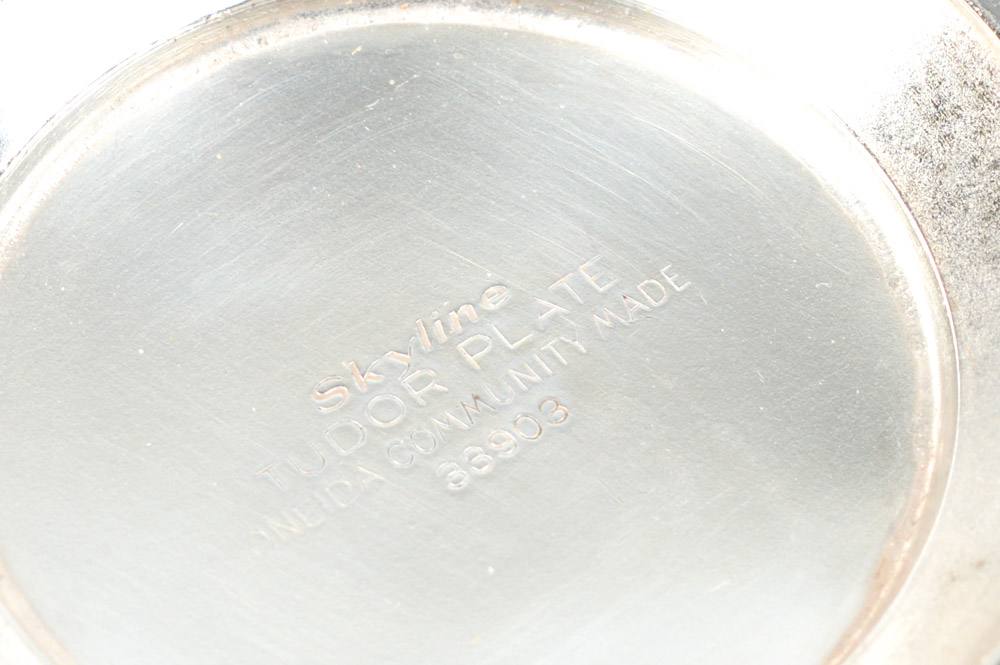 Skyline
TUDOR PLATE
ONEIDA COMMUNITY MADE
33903